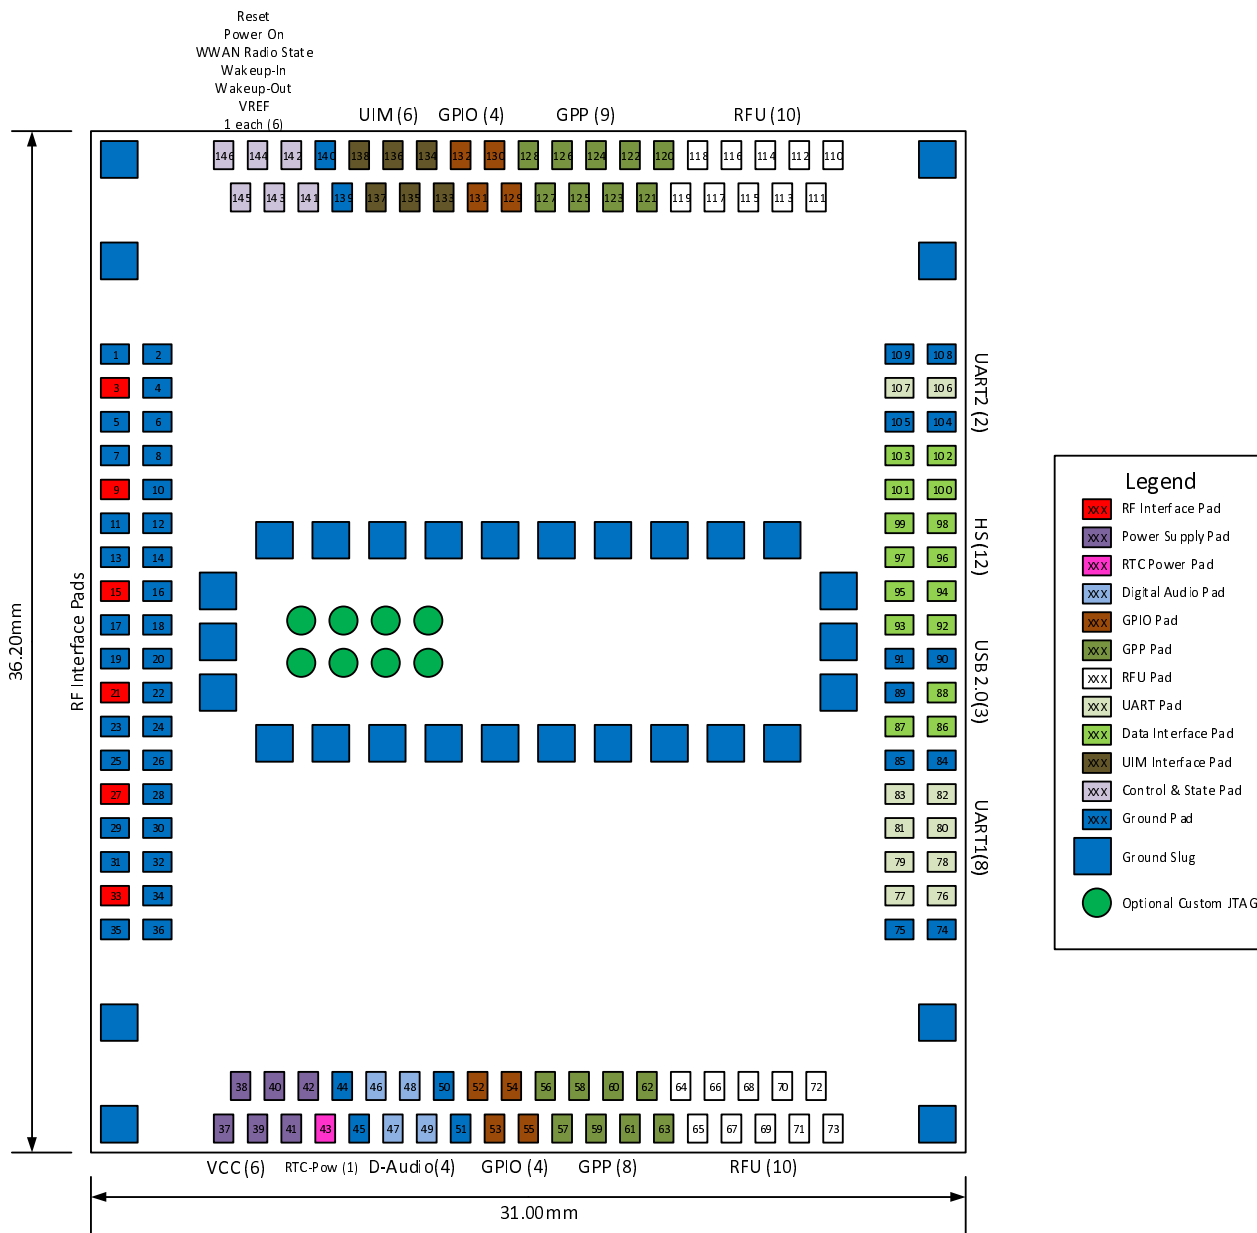 Reset
Power On
WWAN Radio State
Wakeup-In
Wakeup-Out
VREF
1 each (6)
UIM (6) GPIO (4) GPP (9) RFU (10)
146 144 142 140 138 136 134 132 130 128 126 124 122 120 118 116 114 112 110
145 143 141 139 137 135 133 131 129 127 125 123 121 119 117 115 113 111
1 2 109 108
3 4 107 106
5 6 105 104
7 8 103 102
9 10 101 100
11 12 99 98
13 14 97 96
15 16 95 94
17 18 93 92
19 20 91 90
21 22 89 88
23 24 87 86
25 26 85 84
27 28 83 82
29 30 81 80
31 32 79 78
33 34 77 76
35 36 75 74
RF Interface Pads
36.20mm
UART2 (2)
HS (12)
USB 2.0(3)
UART1(8)
38 40 42 44 46 48 50 52 54 56 58 60 62 64 66 68 70 72
37 39 41 43 45 47 49 51 53 55 57 59 61 63 65 67 69 71 73
VCC (6) RTC-Pow (1) D-Audio(4) GPIO (4) GPP (8) RFU (10)
31.00mm
Legend
xxx RF Interface Pad
xxx Power Supply Pad
xxx RTC Power Pad
xxx Digital Audio Pad
xxx GPIO Pad
xxx GPP Pad
xxx RFU Pad
xxx UART Pad
xxx Data Interface Pad
xxx UIM Interface Pad
xxx Control & State Pad
xxx Ground Pad
Ground Slug
Optional Custom JTAG